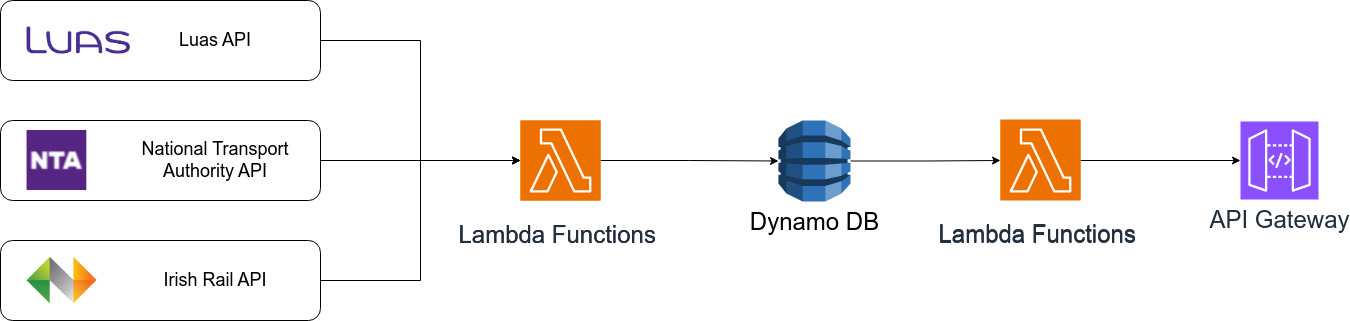 LUAS
Luas API
NTA
National Transport
Authority API
Irish Rail API
Lambda Functions
Dynamo DB
Lambda Functions
</>
API Gateway